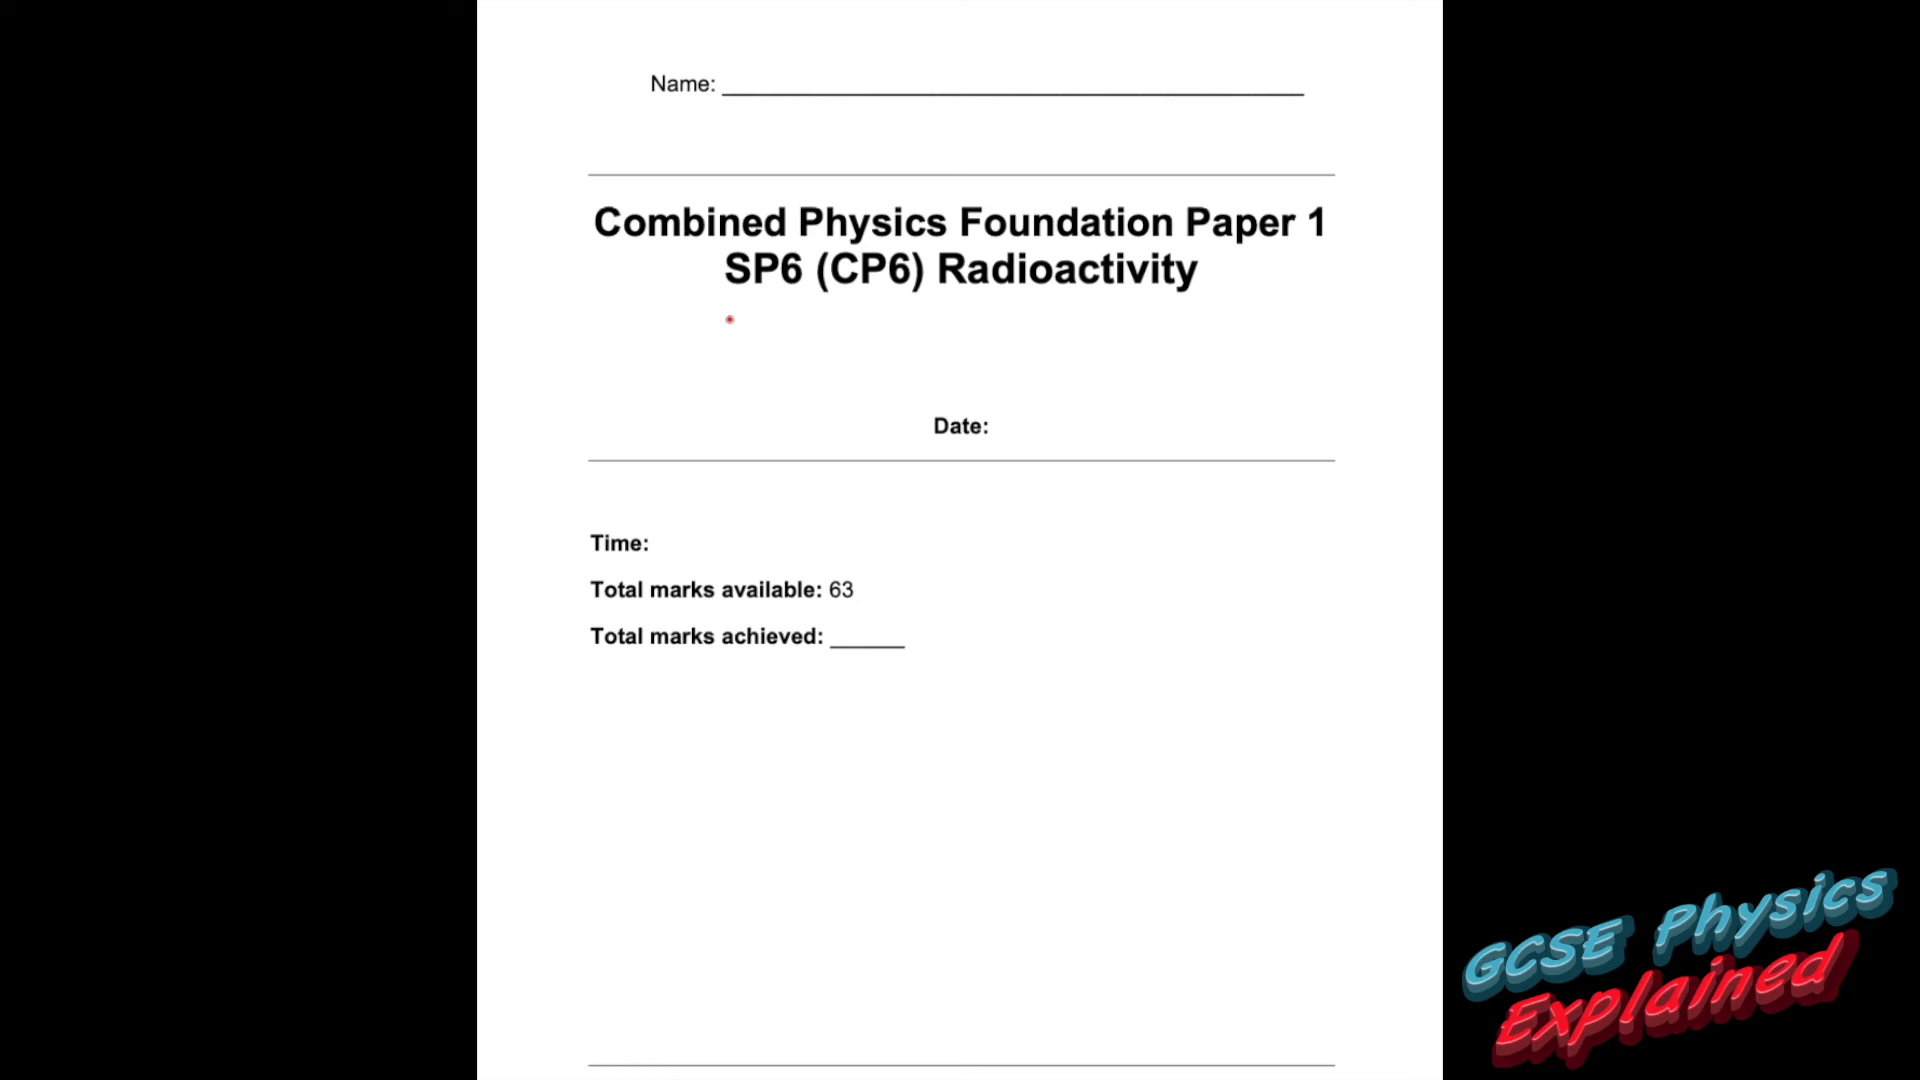 Name:
Combined Physics Foundation Paper 1
SP6 (CP6) Radioactivity
Date:
Time:
Total marks available: 63
Total marks achieved:
GCSE Physics
Explained